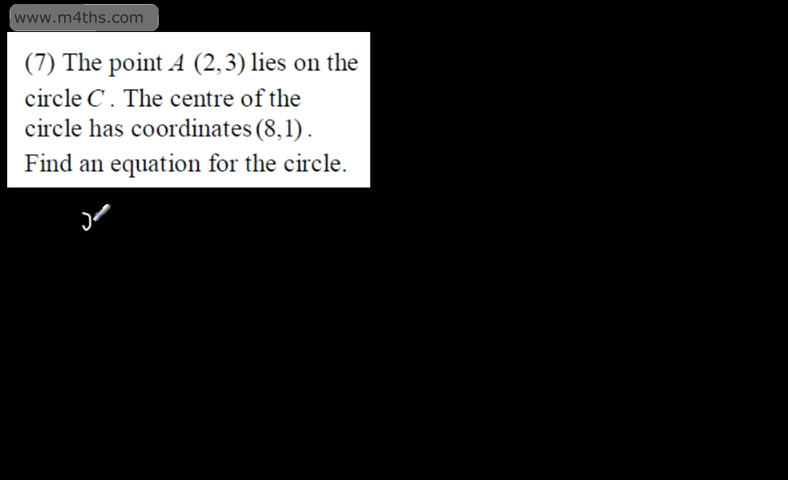 www.m4ths.com
(7) The point A (2,3) lies on the
circle C . The centre of the
circle has coordinates (8,1) .
Find an equation for the circle.